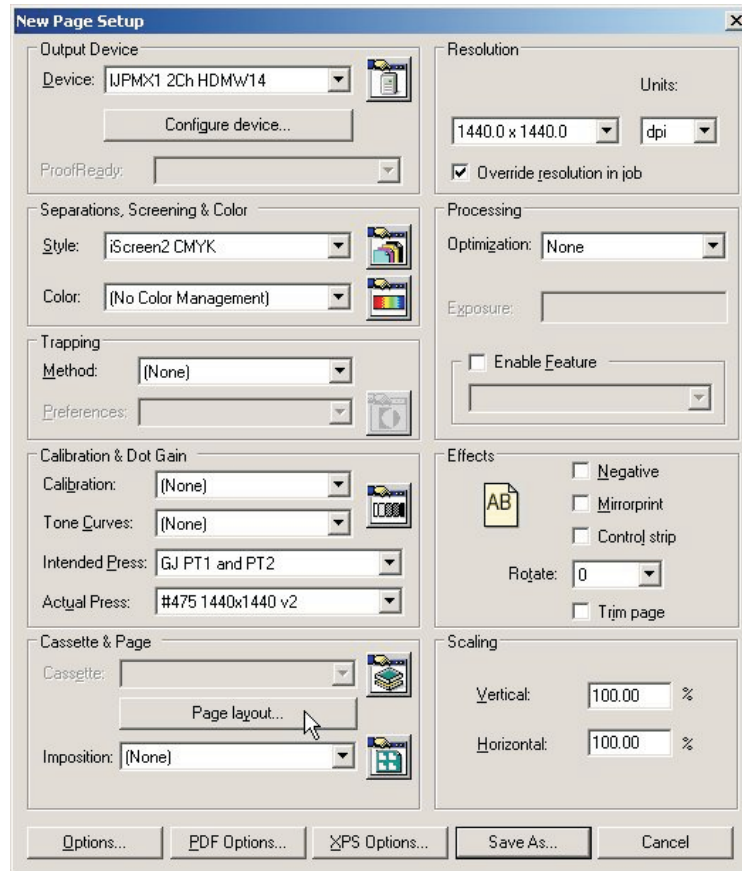 New Page Setup
Output Device
Device: IJPMX1 2Ch HDMW14
Configure device...
ProofReady:
Separations, Screening & Color
Style: iScreen2 CMYK
Color: (No Color Management)
Trapping
Method: (None)
Preferences:
Calibration & Dot Gain
Calibration: (None)
Tone Curves: (None)
Intended Press: GJ PT1 and PT2
Actual Press: #475 1440x1440 v2
Cassette & Page
Cassette:
Page layout...
Imposition: (None)
Resolution
Units:
1440.0 x 1440.0 dpi
Override resolution in job
Processing
Optimization: None
Exposure:
Enable Feature
Effects
AB
Negative
Mirrorprint
Control strip
Rotate: 0
Trim page
Scaling
Vertical: 100.00 %
Horizontal: 100.00 %
Options... PDF Options... XPS Options... Save As... Cancel